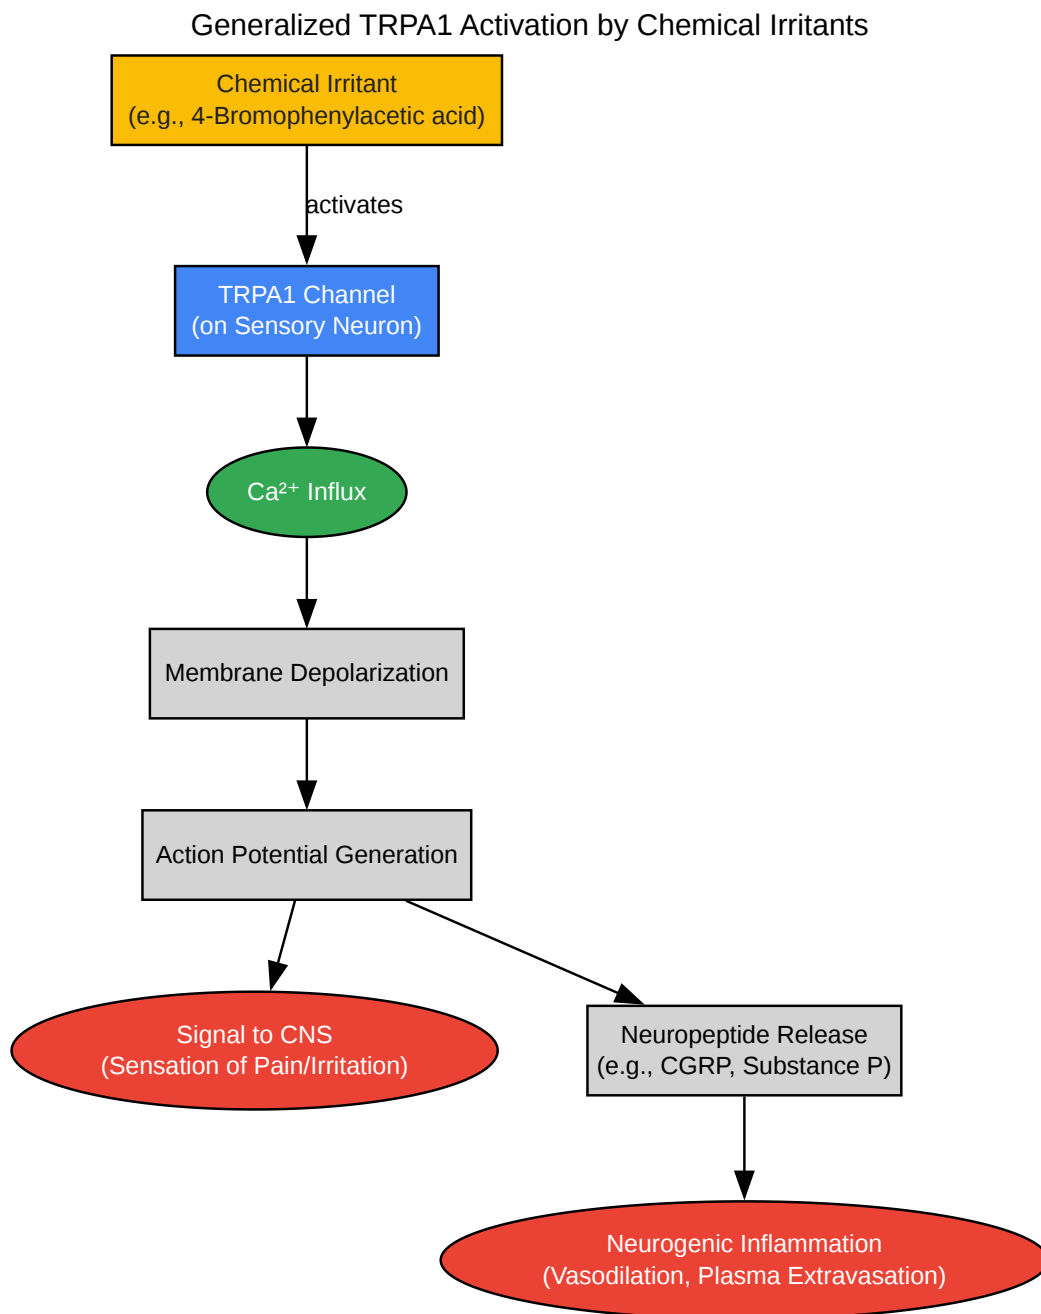 Generalized TRPA1 Activation by Chemical Irritants
Chemical Irritant
(e.g., 4-Bromophenylacetic acid)
activates
TRPA1 Channel
(on Sensory Neuron)
Ca²⁺ Influx
Membrane Depolarization
Action Potential Generation
Signal to CNS
(Sensation of Pain/Irritation)
Neuropeptide Release
(e.g., CGRP, Substance P)
Neurogenic Inflammation
(Vasodilation, Plasma Extravasation)